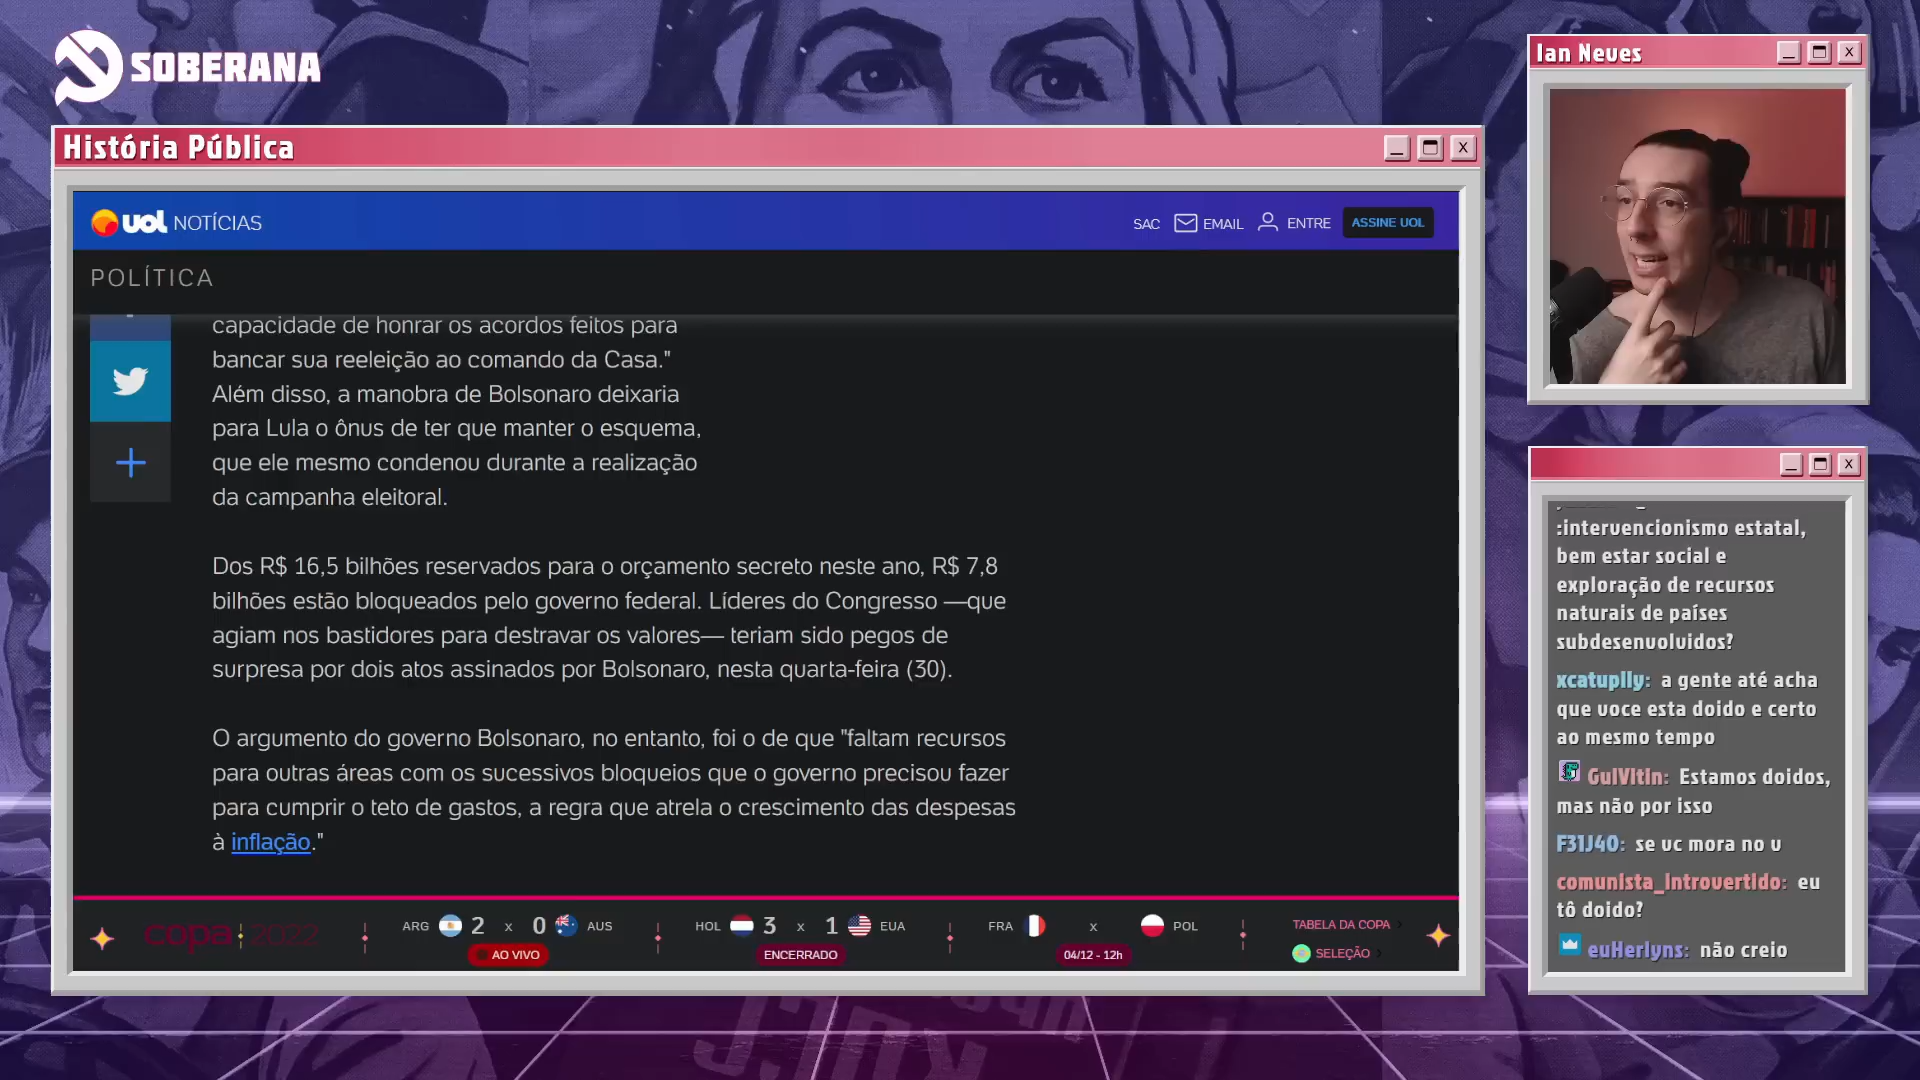 SOBERANA
História Pública
X
uol NOTÍCIAS
SAC
EMAIL
ENTRE
ASSINE UOL
POLÍTICA
capacidade de honrar os acordos feitos para
bancar sua reeleição ao comando da Casa."
Além disso, a manobra de Bolsonaro deixaria
para Lula o ônus de ter que manter o esquema,
que ele mesmo condenou durante a realização
da campanha eleitoral.
Dos R$ 16,5 bilhões reservados para o orçamento secreto neste ano, R$ 7,8
bilhões estão bloqueados pelo governo federal. Líderes do Congresso —que
agiam nos bastidores para destravar os valores— teriam sido pegos de
surpresa por dois atos assinados por Bolsonaro, nesta quarta-feira (30).
O argumento do governo Bolsonaro, no entanto, foi o de que "faltam recursos
para outras áreas com os sucessivos bloqueios que o governo precisou fazer
para cumprir o teto de gastos, a regra que atrela o crescimento das despesas
à inflação."
copa 2022
ARG 2 x 0 AUS
AO VIVO
HOL 3 x 1 EUA
ENCERRADO
FRA x POL
04/12 - 12h
TABELA DA COPA
SELEÇÃO
Ian Neves
X
X
:intervencionismo estatal,
bem estar social e
exploração de recursos
naturais de países
subdesenvolvidos?
xcatuplly: a gente até acha
que voce esta doido e certo
ao mesmo tempo
GuiVitin: Estamos doidos,
mas não por isso
F31J40: se vc mora no v
comunista_introvertido: eu
tô doido?
euHerlyns: não creio